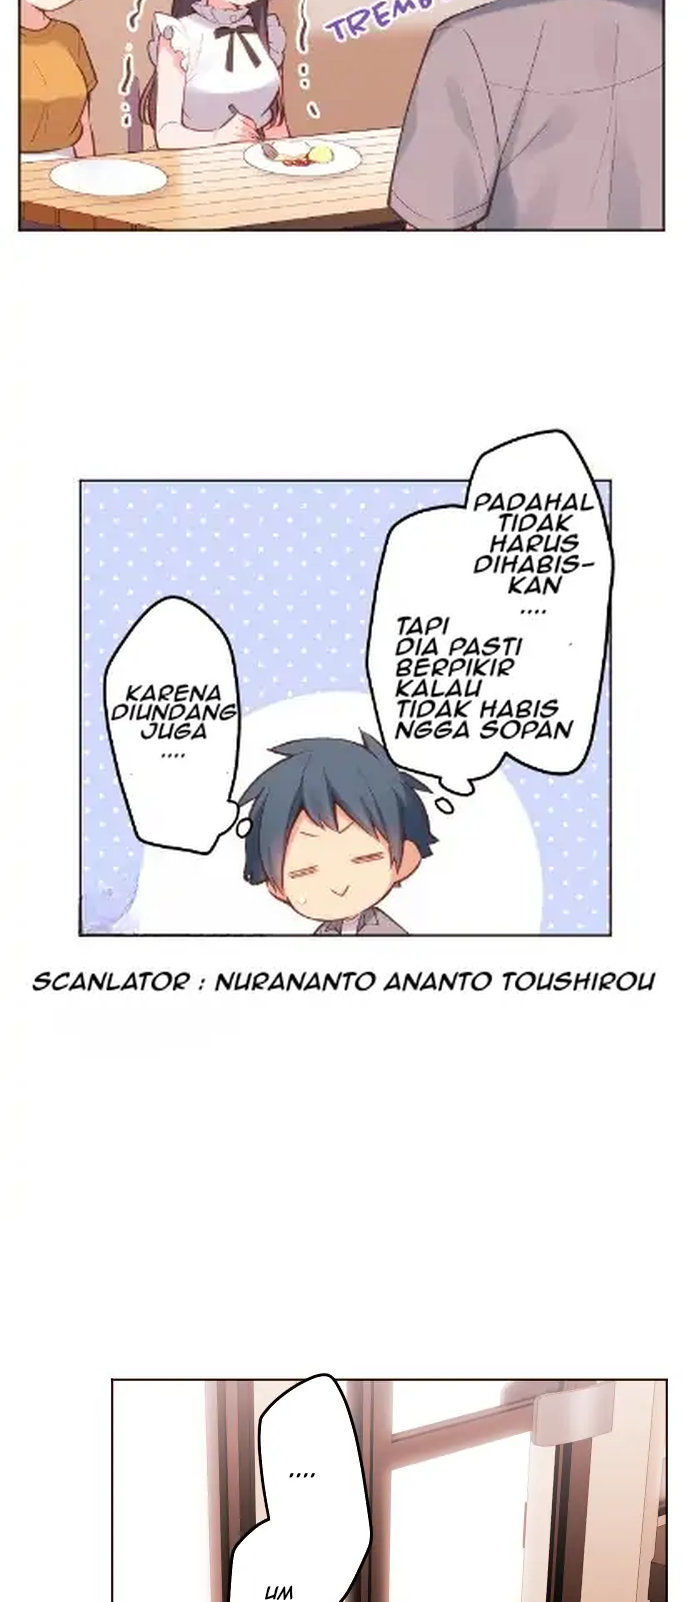 PADAHAL
TIDAK
HARUS
DIHABIS-
KAN
....
TAPI
DIA PASTI
BERPIKIR
KALAU
TIDAK HABIS
NGGA SOPAN
KARENA
DIUNDANG
JUGA
....
SCANLATOR : NURANANTO ANANTO TOUSHIROU
....
UM